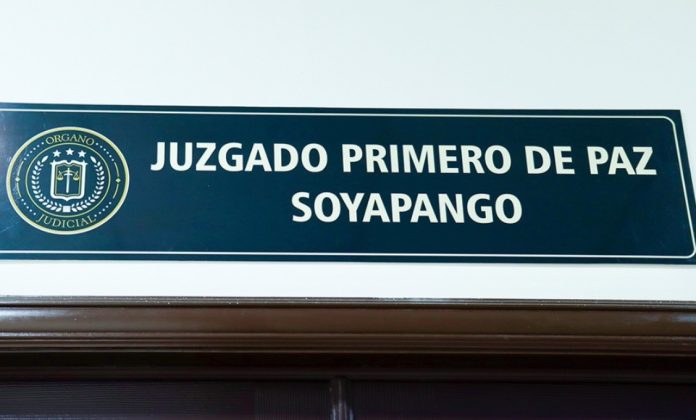 ORGANO
JUDICIAL
JUZGADO PRIMERO DE PAZ
SOYAPANGO